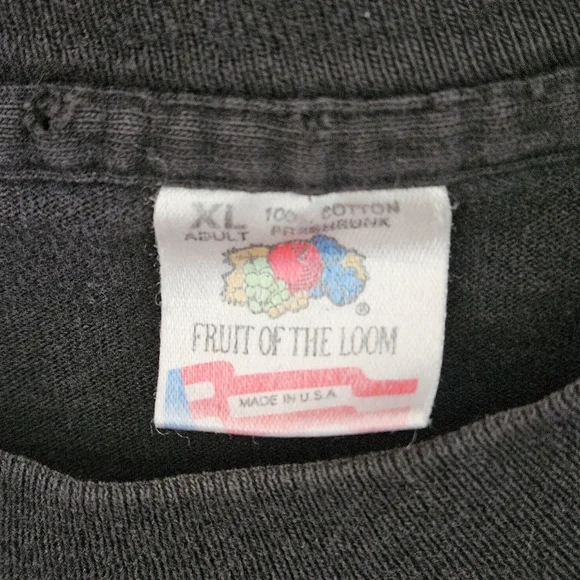 XL 100% COTTON
ADULT PRESHRUNK
®
FRUIT OF THE LOOM
MADE IN U.S.A.